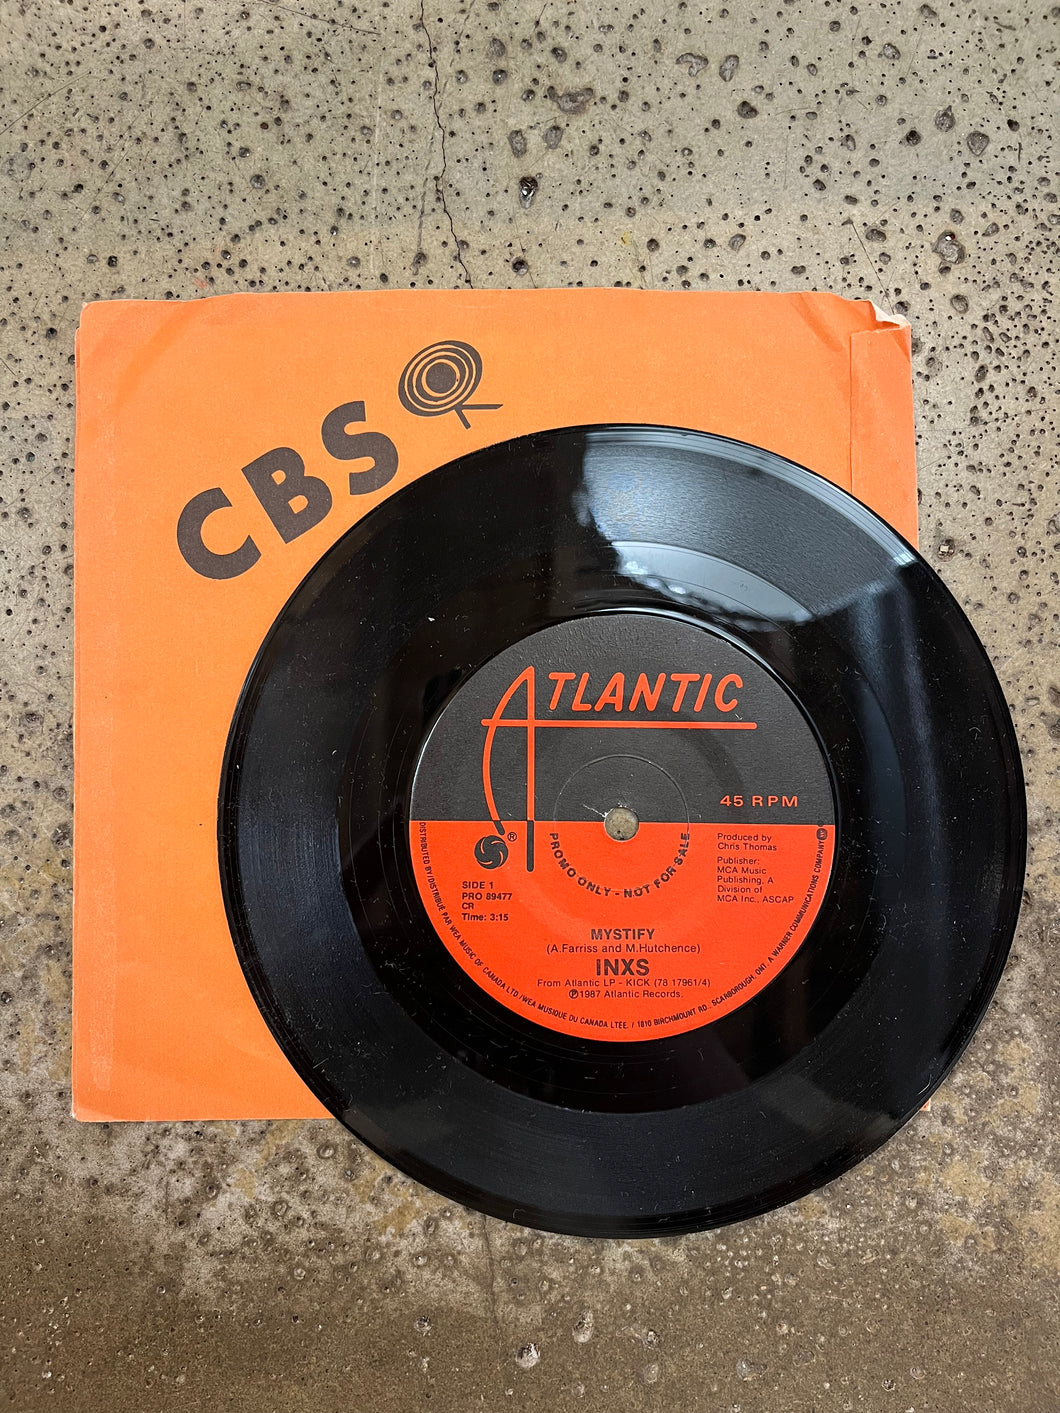 CBS
ATLANTIC
®
45 RPM
PROMO ONLY - NOT FOR SALE
SIDE 1
PRO 89477
CR
Time: 3:15
Produced by
Chris Thomas
Publisher:
MCA Music
Publishing, A
Division of
MCA Inc., ASCAP
MYSTIFY
(A.Farriss and M.Hutchence)
INXS
From Atlantic LP - KICK (78 17961/4)
℗1987 Atlantic Records.
DISTRIBUTED BY/DISTRIBUE PAR WEA MUSIC OF CANADA LTD/WEA MUSIQUE DU CANADA LTEE. / 1810 BIRCHMOUNT RD., SCARBOROUGH, ONT. A WARNER COMMUNICATIONS COMPANY